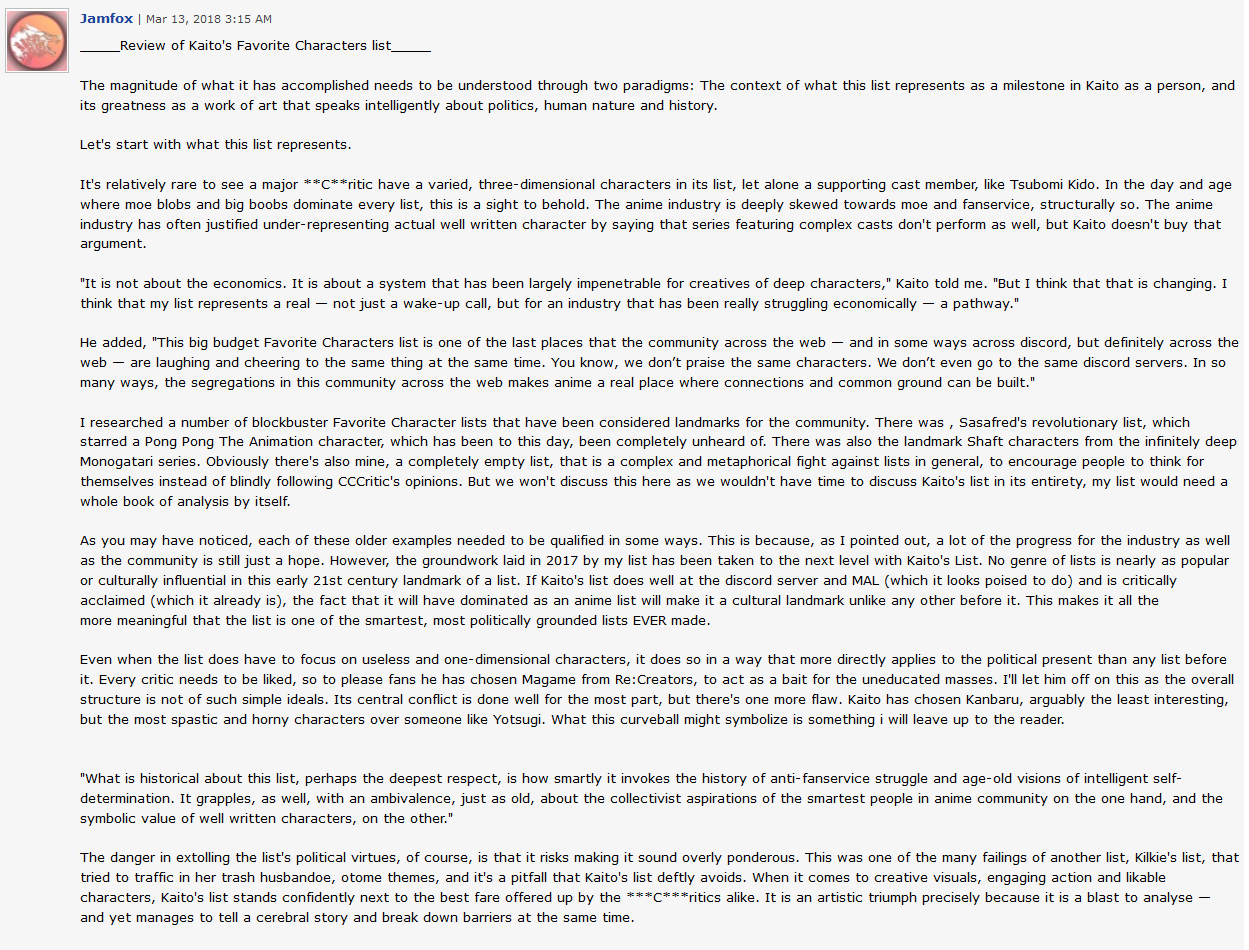 Jamfox | Mar 13, 2018 3:15 AM
_____Review of Kaito's Favorite Characters list_____
The magnitude of what it has accomplished needs to be understood through two paradigms: The context of what this list represents as a milestone in Kaito as a person, and
its greatness as a work of art that speaks intelligently about politics, human nature and history.
Let's start with what this list represents.
It's relatively rare to see a major **C**ritic have a varied, three-dimensional characters in its list, let alone a supporting cast member, like Tsubomi Kido. In the day and age
where moe blobs and big boobs dominate every list, this is a sight to behold. The anime industry is deeply skewed towards moe and fanservice, structurally so. The anime
industry has often justified under-representing actual well written character by saying that series featuring complex casts don't perform as well, but Kaito doesn't buy that
argument.
"It is not about the economics. It is about a system that has been largely impenetrable for creatives of deep characters," Kaito told me. "But I think that that is changing. I
think that my list represents a real — not just a wake-up call, but for an industry that has been really struggling economically — a pathway."
He added, "This big budget Favorite Characters list is one of the last places that the community across the web — and in some ways across discord, but definitely across the
web — are laughing and cheering to the same thing at the same time. You know, we don’t praise the same characters. We don’t even go to the same discord servers. In so
many ways, the segregations in this community across the web makes anime a real place where connections and common ground can be built."
I researched a number of blockbuster Favorite Character lists that have been considered landmarks for the community. There was , Sasafred's revolutionary list, which
starred a Pong Pong The Animation character, which has been to this day, been completely unheard of. There was also the landmark Shaft characters from the infinitely deep
Monogatari series. Obviously there's also mine, a completely empty list, that is a complex and metaphorical fight against lists in general, to encourage people to think for
themselves instead of blindly following CCCritic's opinions. But we won't discuss this here as we wouldn't have time to discuss Kaito's list in its entirety, my list would need a
whole book of analysis by itself.
As you may have noticed, each of these older examples needed to be qualified in some ways. This is because, as I pointed out, a lot of the progress for the industry as well
as the community is still just a hope. However, the groundwork laid in 2017 by my list has been taken to the next level with Kaito's List. No genre of lists is nearly as popular
or culturally influential in this early 21st century landmark of a list. If Kaito's list does well at the discord server and MAL (which it looks poised to do) and is critically
acclaimed (which it already is), the fact that it will have dominated as an anime list will make it a cultural landmark unlike any other before it. This makes it all the
more meaningful that the list is one of the smartest, most politically grounded lists EVER made.
Even when the list does have to focus on useless and one-dimensional characters, it does so in a way that more directly applies to the political present than any list before
it. Every critic needs to be liked, so to please fans he has chosen Magame from Re:Creators, to act as a bait for the uneducated masses. I'll let him off on this as the overall
structure is not of such simple ideals. Its central conflict is done well for the most part, but there's one more flaw. Kaito has chosen Kanbaru, arguably the least interesting,
but the most spastic and horny characters over someone like Yotsugi. What this curveball might symbolize is something i will leave up to the reader.
"What is historical about this list, perhaps the deepest respect, is how smartly it invokes the history of anti-fanservice struggle and age-old visions of intelligent self-
determination. It grapples, as well, with an ambivalence, just as old, about the collectivist aspirations of the smartest people in anime community on the one hand, and the
symbolic value of well written characters, on the other."
The danger in extolling the list's political virtues, of course, is that it risks making it sound overly ponderous. This was one of the many failings of another list, Kilkie's list, that
tried to traffic in her trash husbandoe, otome themes, and it's a pitfall that Kaito's list deftly avoids. When it comes to creative visuals, engaging action and likable
characters, Kaito's list stands confidently next to the best fare offered up by the ***C***ritics alike. It is an artistic triumph precisely because it is a blast to analyse —
and yet manages to tell a cerebral story and break down barriers at the same time.